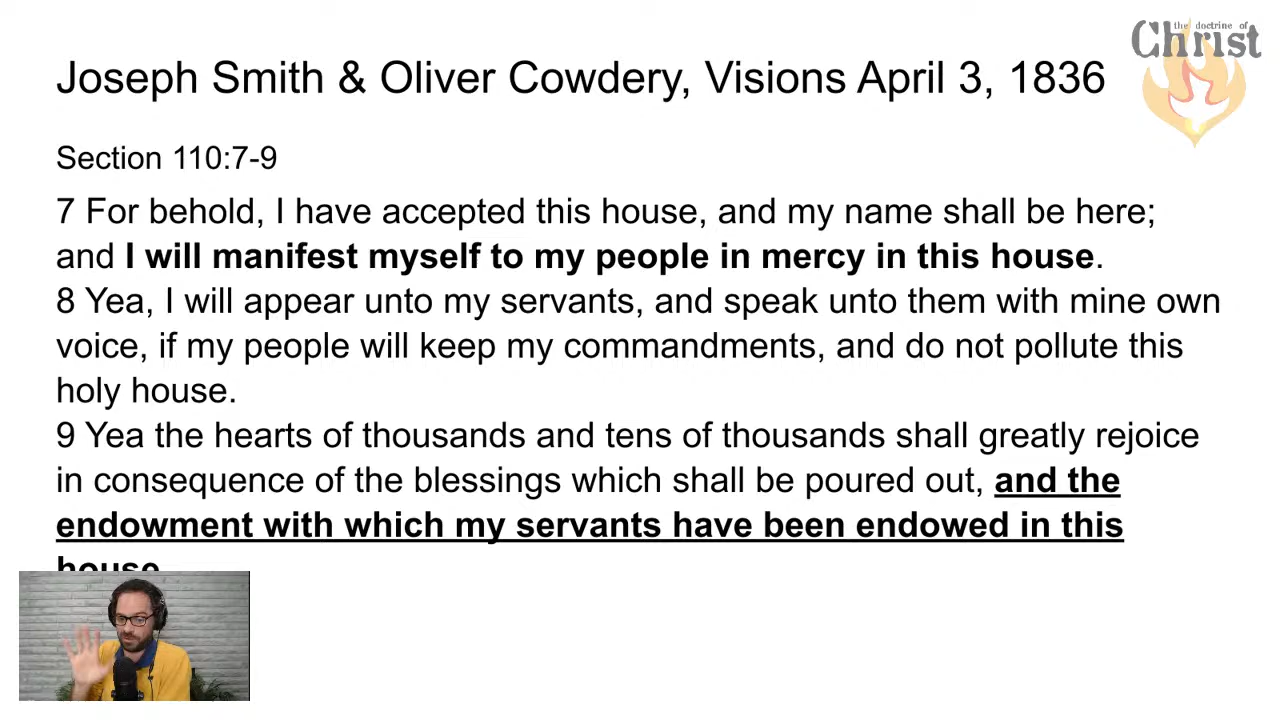 the doctrine of
Christ
Joseph Smith & Oliver Cowdery, Visions April 3, 1836
Section 110:7-9
7 For behold, I have accepted this house, and my name shall be here;
and I will manifest myself to my people in mercy in this house.
8 Yea, I will appear unto my servants, and speak unto them with mine own
voice, if my people will keep my commandments, and do not pollute this
holy house.
9 Yea the hearts of thousands and tens of thousands shall greatly rejoice
in consequence of the blessings which shall be poured out, and the
endowment with which my servants have been endowed in this
house.